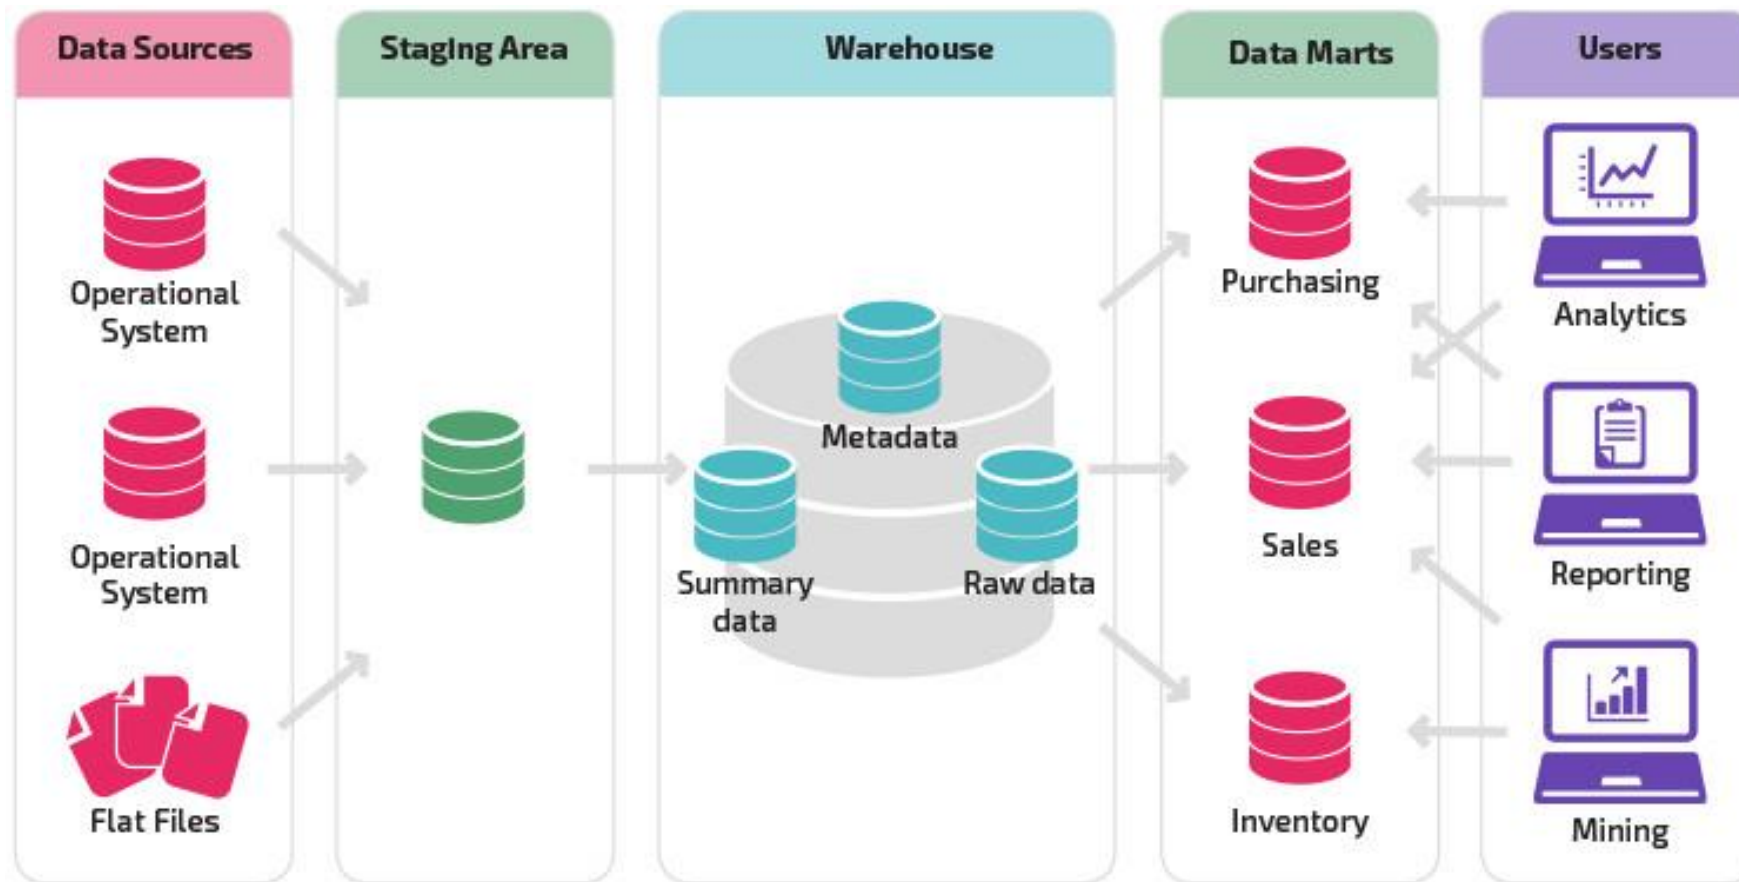 Data Sources
Staging Area
Warehouse
Data Marts
Users
Operational
System
Operational
System
Flat Files
Metadata
Summary
data
Raw data
Purchasing
Sales
Inventory
Analytics
Reporting
Mining